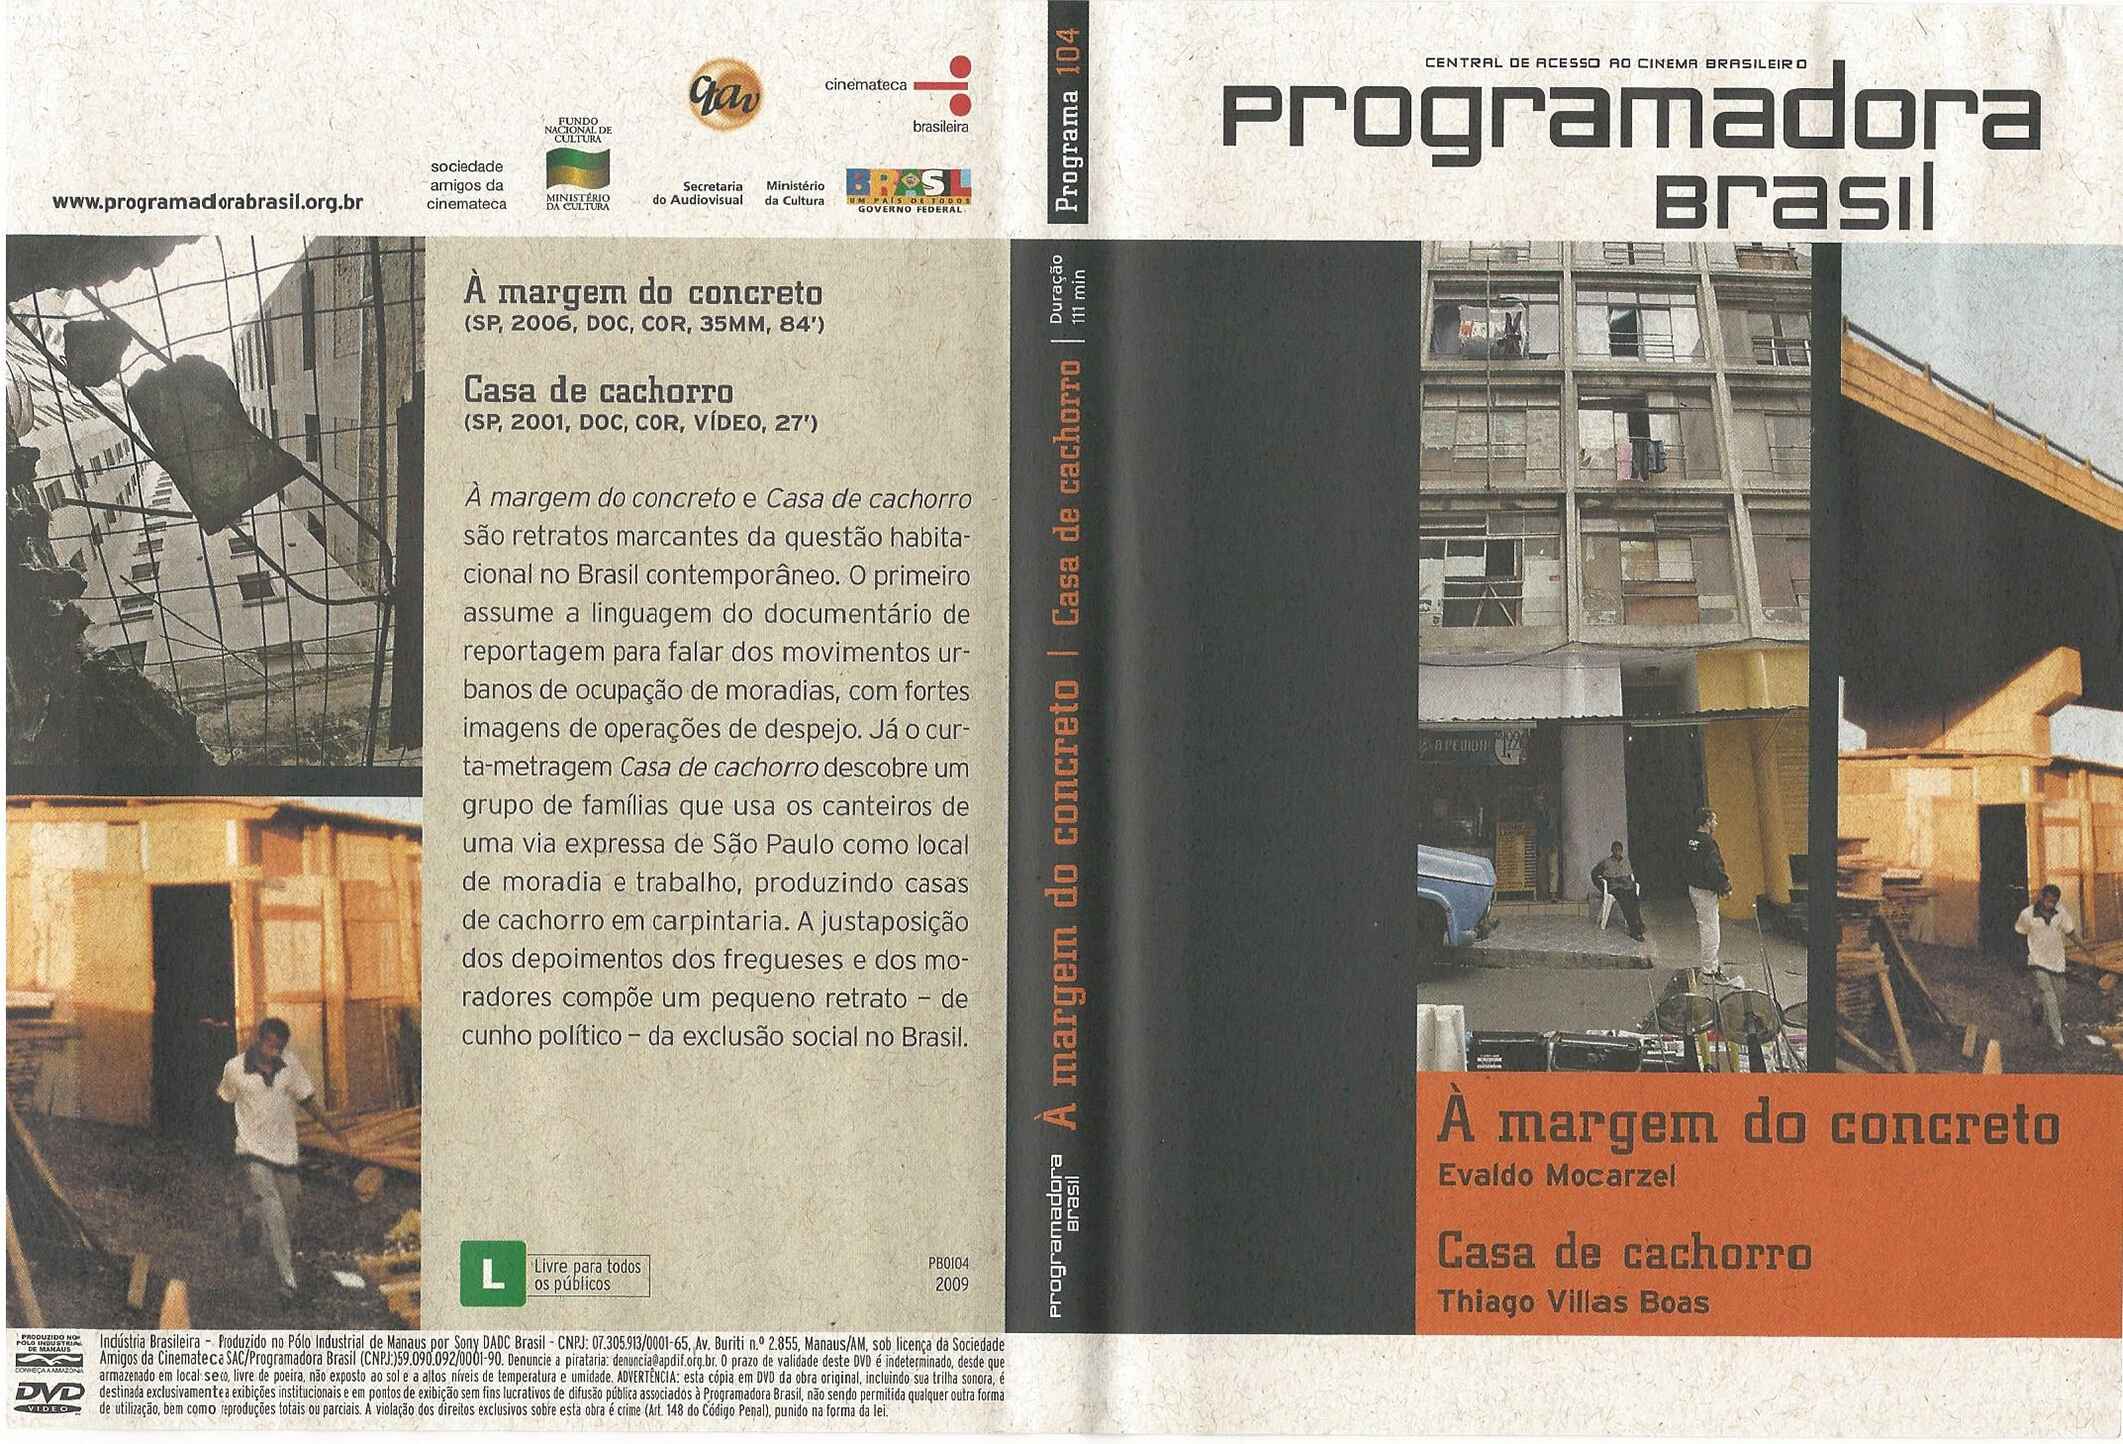 www.programadorabrasil.org.br
sociedade
amigos da
cinemateca
FUNDO
NACIONAL DE
CULTURA
MINISTÉRIO
DA CULTURA
ctav
Secretaria
do Audiovisual
cinemateca
brasileira
Ministério
da Cultura
BRASIL
UM PAÍS DE TODOS
GOVERNO FEDERAL
À margem do concreto
(SP, 2006, DOC, COR, 35MM, 84')
Casa de cachorro
(SP, 2001, DOC, COR, VÍDEO, 27')
À margem do concreto e Casa de cachorro
são retratos marcantes da questão habita-
cional no Brasil contemporâneo. O primeiro
assume a linguagem do documentário de
reportagem para falar dos movimentos ur-
banos de ocupação de moradias, com fortes
imagens de operações de despejo. Já o cur-
ta-metragem Casa de cachorro descobre um
grupo de famílias que usa os canteiros de
uma via expressa de São Paulo como local
de moradia e trabalho, produzindo casas
de cachorro em carpintaria. A justaposição
dos depoimentos dos fregueses e dos mo-
radores compõe um pequeno retrato – de
cunho político – da exclusão social no Brasil.
L
Livre para todos
os públicos
PB0104
2009
PRODUZIDO NO
PÓLO INDUSTRIAL
DE MANAUS
CONHEÇA A AMAZÔNIA
DVD
VIDEO
Indústria Brasileira – Produzido no Pólo Industrial de Manaus por Sony DADC Brasil - CNPJ: 07.305.913/0001-65, Av. Buriti n.º 2.855, Manaus/AM, sob licença da Sociedade
Amigos da Cinemateca SAC/Programadora Brasil (CNPJ:)59.090.092/0001-90. Denuncie a pirataria: denuncia@apdif.org.br. O prazo de validade deste DVD é indeterminado, desde que
armazenado em local seco, livre de poeira, não exposto ao sol e a altos níveis de temperatura e umidade. ADVERTÊNCIA: esta cópia em DVD da obra original, incluindo sua trilha sonora, é
destinada exclusivamente a exibições institucionais e em pontos de exibição sem fins lucrativos de difusão pública associados à Programadora Brasil, não sendo permitida qualquer outra forma
de utilização, bem como reproduções totais ou parciais. A violação dos direitos exclusivos sobre esta obra é crime (Art. 148 do Código Penal), punido na forma da lei.
Programa 104
Duração
111 min
À margem do concreto | Casa de cachorro |
Programadora
Brasil
CENTRAL DE ACESSO AO CINEMA BRASILEIRO
Programadora
Brasil
À margem do concreto
Evaldo Mocarzel
Casa de cachorro
Thiago Villas Boas